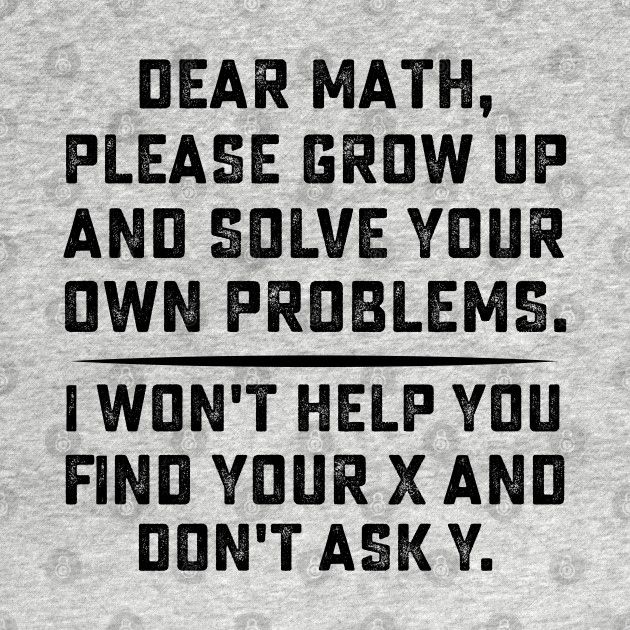 DEAR MATH,
PLEASE GROW UP
AND SOLVE YOUR
OWN PROBLEMS.
I WON'T HELP YOU
FIND YOUR X AND
DON'T ASK Y.